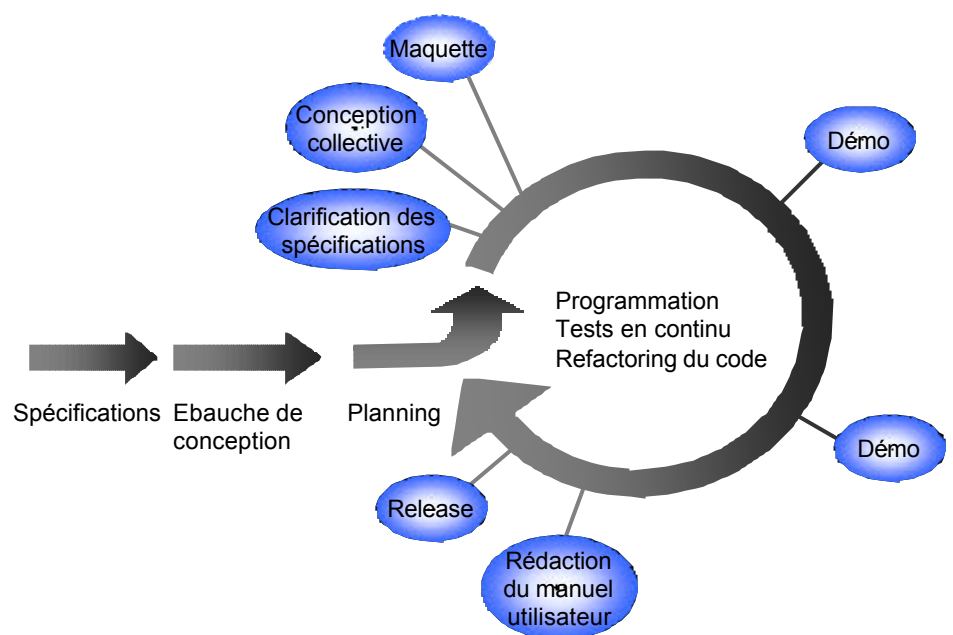 Maquette
Conception
collective
Démo
Clarification des
spécifications
Programmation
Tests en continu
Refactoring du code
Spécifications
Ebauche de
conception
Planning
Démo
Release
Rédaction
du manuel
utilisateur